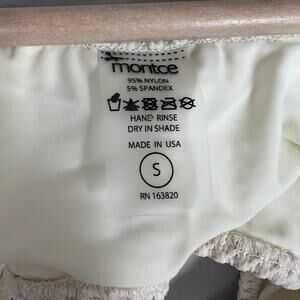 montce
95% NYLON
5% SPANDEX
HAND RINSE
DRY IN SHADE
MADE IN USA
S
RN 163820